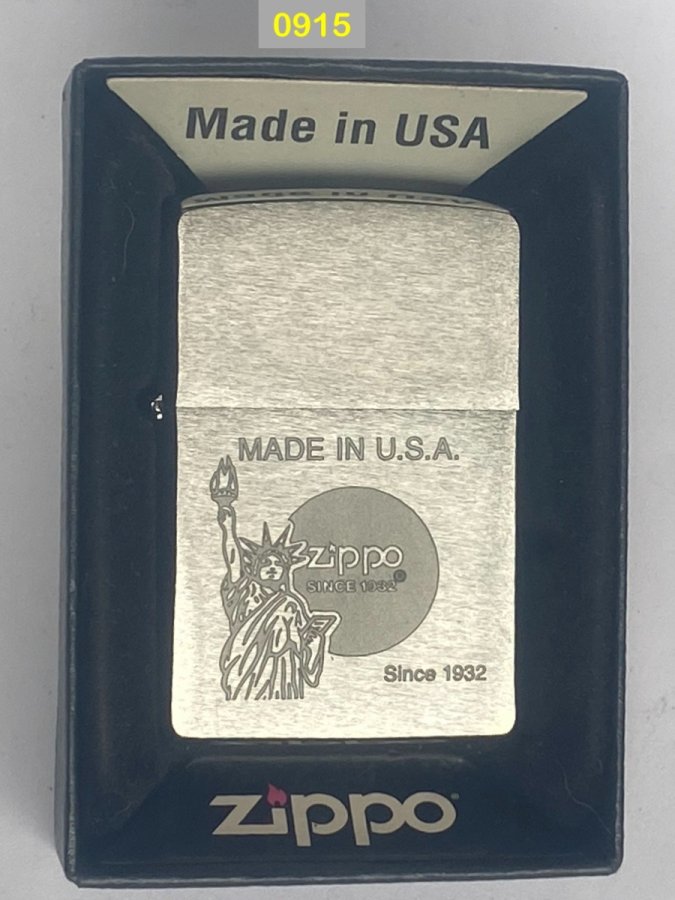 0915
Made in USA
MADE IN U.S.A.
zippo
SINCE 1932
Since 1932
zippo